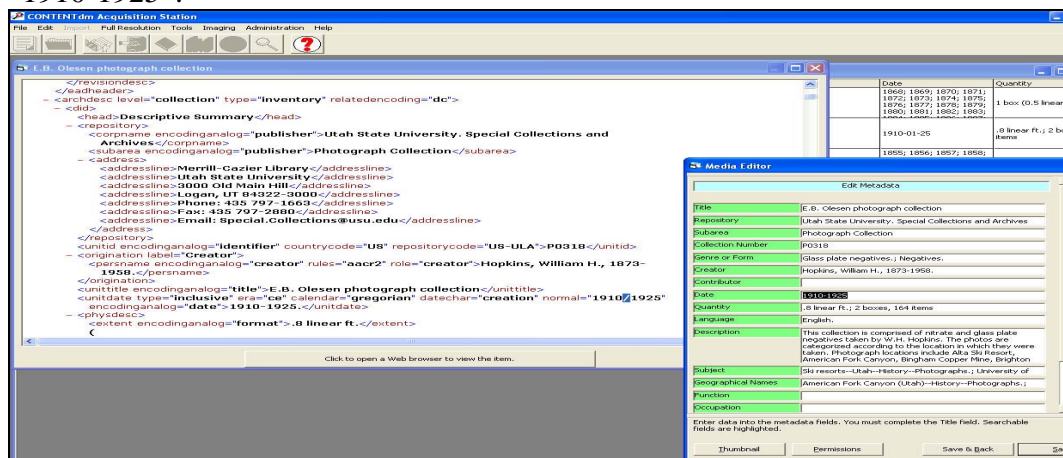 "1910-1925".
CONTENTdm Acquisition Station
File Edit Import Full Resolution Tools Imaging Administration Help
E.B. Olesen photograph collection
</revisiondesc>
</eadheader>
– <archdesc level="collection" type="inventory" relatedencoding="dc">
– <did>
<head>Descriptive Summary</head>
– <repository>
<corpname encodinganalog="publisher">Utah State University. Special Collections and
Archives</corpname>
<subarea encodinganalog="publisher">Photograph Collection</subarea>
– <address>
<addressline>Merrill-Cazier Library</addressline>
<addressline>Utah State University</addressline>
<addressline>3000 Old Main Hill</addressline>
<addressline>Logan, UT 84322-3000</addressline>
<addressline>Phone: 435 797-1663</addressline>
<addressline>Fax: 435 797-2880</addressline>
<addressline>Email: Special.Collections@usu.edu</addressline>
</address>
</repository>
<unitid encodinganalog="identifier" countrycode="US" repositorycode="US-ULA">P0318</unitid>
– <origination label="Creator">
<persname encodinganalog="creator" rules="aacr2" role="creator">Hopkins, William H., 1873-
1958.</persname>
</origination>
<unittitle encodinganalog="title">E.B. Olesen photograph collection</unittitle>
<unitdate type="inclusive" era="ce" calendar="gregorian" datechar="creation" normal="1910/1925"
encodinganalog="date">1910-1925.</unitdate>
– <physdesc>
<extent encodinganalog="format">.8 linear ft.</extent>
(
Click to open a Web browser to view the item.
Date Quantity
1868; 1869; 1870; 1871;
1872; 1873; 1874; 1875;
1876; 1877; 1878; 1879;
1880; 1881; 1882; 1883;
1 box (0.5 linear
1910-01-25
.8 linear ft.; 2 bo
items
1855; 1856; 1857; 1858;
Media Editor
Edit Metadata
Title E.B. Olesen photograph collection
Repository Utah State University. Special Collections and Archives
Subarea Photograph Collection
Collection Number P0318
Genre or Form Glass plate negatives.; Negatives.
Creator Hopkins, William H., 1873-1958.
Contributor
Date 1910-1925
Quantity .8 linear ft.; 2 boxes, 164 items
Language English.
Description This collection is comprised of nitrate and glass plate
negatives taken by W.H. Hopkins. The photos are
categorized according to the location in which they were
taken. Photograph locations include Alta Ski Resort,
American Fork Canyon, Bingham Copper Mine, Brighton
Subject Ski resorts--Utah--History--Photographs.; University of
Geographical Names American Fork Canyon (Utah)--History--Photographs.;
Function
Occupation
Enter data into the metadata fields. You must complete the Title field. Searchable
fields are highlighted.
Thumbnail Permissions Save & Back Sa